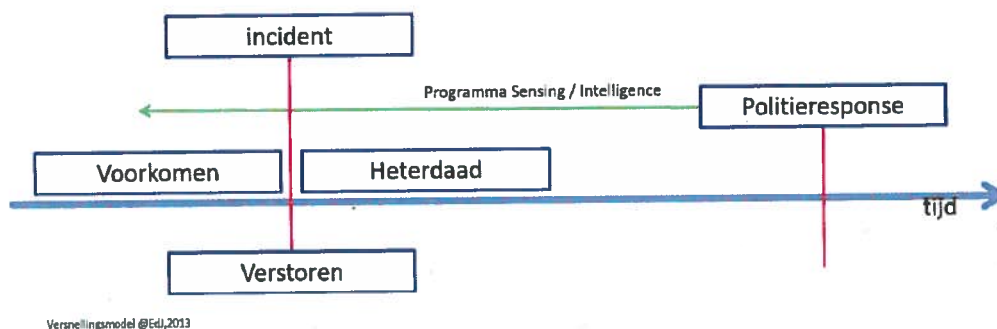 incident
Programma Sensing / Intelligence
Politieresponse
Voorkomen
Heterdaad
tijd
Verstoren
Versnellingsmodel @EdJ,2013